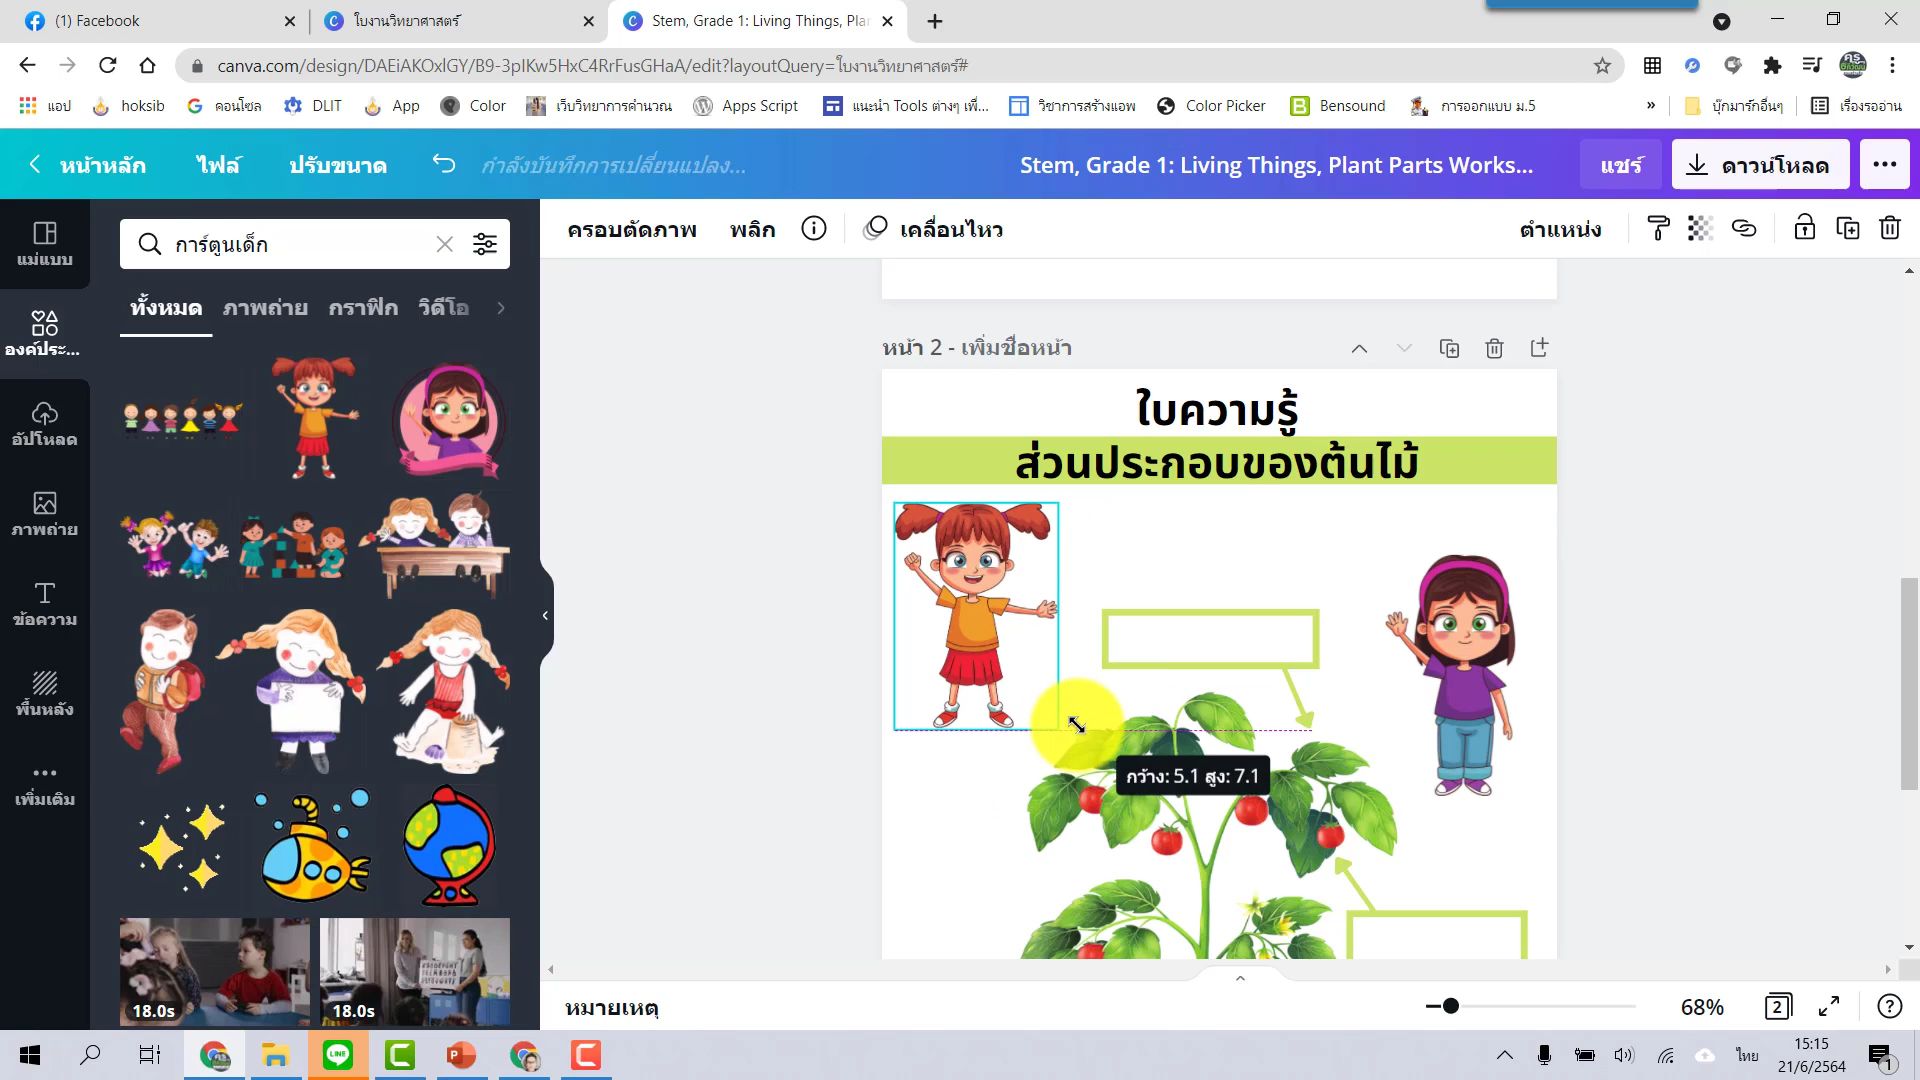 (1) Facebook
ใบงานวิทยาศาสตร์
Stem, Grade 1: Living Things, Plan
canva.com/design/DAEiAKOxlGY/B9-3pIKw5HxC4RrFusGHaA/edit?layoutQuery=ใบงานวิทยาศาสตร์#
แอป
hoksib
คอนโซล
DLIT
App
Color
เว็บวิทยาการคำนวณ
Apps Script
แนะนำ Tools ต่างๆ เพื่...
วิชาการสร้างแอพ
Color Picker
Bensound
การออกแบบ ม.5
»
บุ๊กมาร์กอื่นๆ
เรื่องรออ่าน
หน้าหลัก
ไฟล์
ปรับขนาด
กำลังบันทึกการเปลี่ยนแปลง...
Stem, Grade 1: Living Things, Plant Parts Works...
แชร์
ดาวน์โหลด
แม่แบบ
องค์ประ...
อัปโหลด
ภาพถ่าย
ข้อความ
พื้นหลัง
เพิ่มเติม
การ์ตูนเด็ก
ทั้งหมด
ภาพถ่าย
กราฟิก
วิดีโอ
18.0s
18.0s
ครอบตัดภาพ
พลิก
เคลื่อนไหว
ตำแหน่ง
หน้า 2 - เพิ่มชื่อหน้า
ใบความรู้
ส่วนประกอบของต้นไม้
กว้าง: 5.1 สูง: 7.1
หมายเหตุ
68%
2
ไทย
15:15
21/6/2564
1